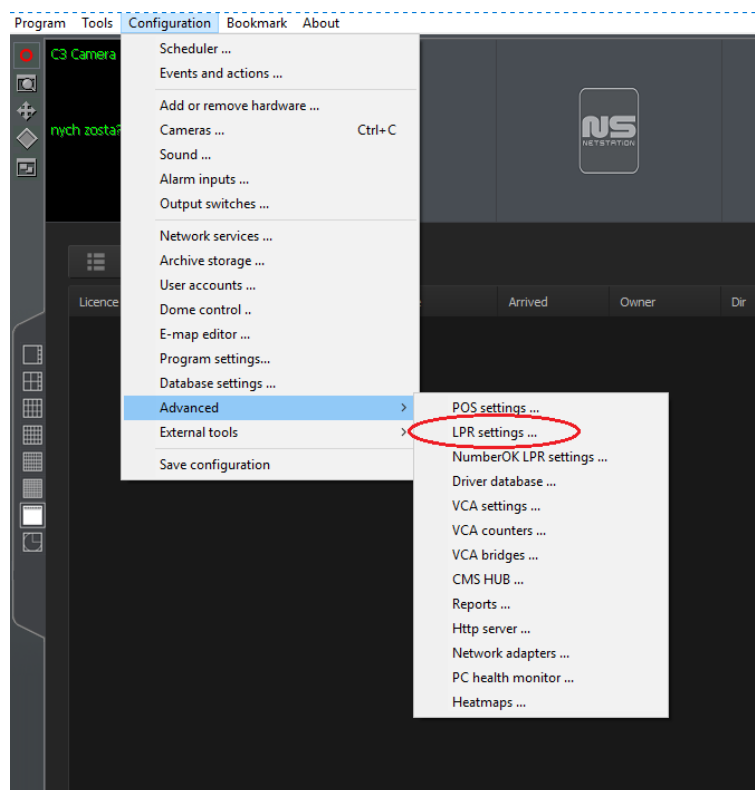 Program Tools Configuration Bookmark About
C3 Camera
nych zosta?
NS
NETSTATION
Scheduler ...
Events and actions ...
Add or remove hardware ...
Cameras ... Ctrl+C
Sound ...
Alarm inputs ...
Output switches ...
Network services ...
Archive storage ...
User accounts ...
Dome control ..
E-map editor ...
Program settings...
Database settings ...
Advanced >
External tools >
Save configuration
Licence Arrived Owner Dir
POS settings ...
LPR settings ...
NumberOK LPR settings ...
Driver database ...
VCA settings ...
VCA counters ...
VCA bridges ...
CMS HUB ...
Reports ...
Http server ...
Network adapters ...
PC health monitor ...
Heatmaps ...